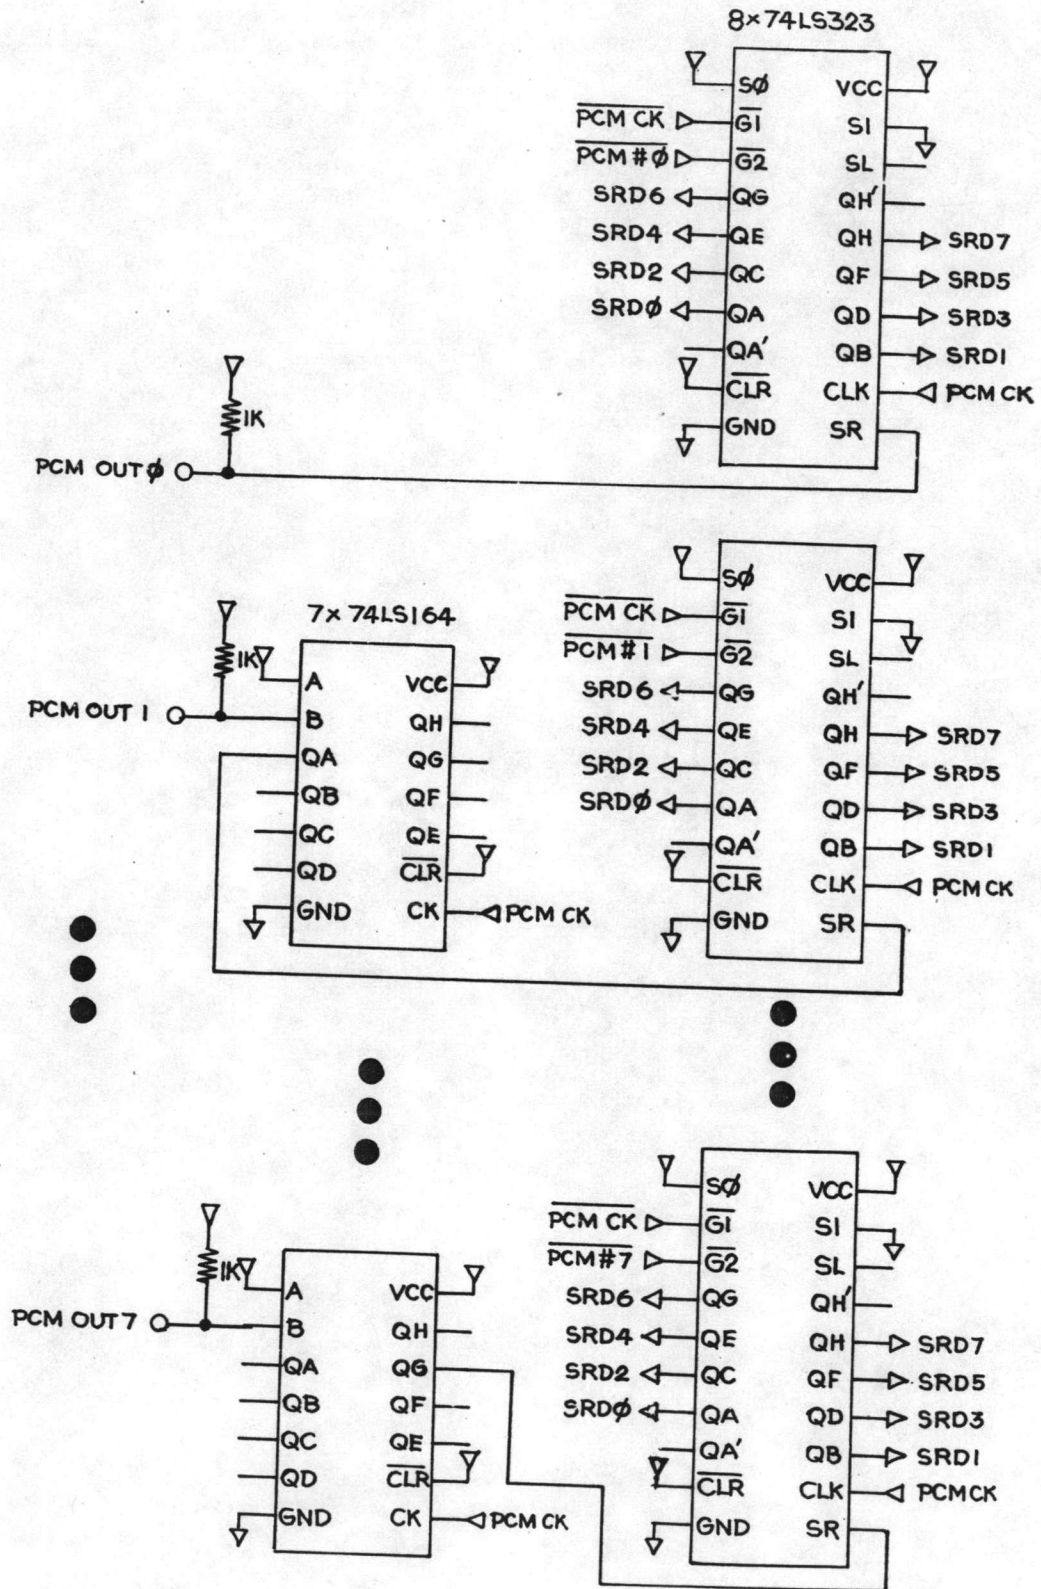 8×74LS323
SØ VCC
PCM CK G1 S1
PCM #Ø G2 SL
SRD6 QG QH'
SRD4 QE QH SRD7
SRD2 QC QF SRD5
SRDØ QA QD SRD3
QA' QB SRD1
CLR CLK PCM CK
GND SR
1K
PCM OUT Ø
7×74LS164
1K
A VCC
PCM OUT 1 B QH
QA QG
QB QF
QC QE
QD CLR
GND CK PCM CK
SØ VCC
PCM CK G1 S1
PCM#1 G2 SL
SRD6 QG QH'
SRD4 QE QH SRD7
SRD2 QC QF SRD5
SRDØ QA QD SRD3
QA' QB SRD1
CLR CLK PCM CK
GND SR
1K
A VCC
PCM OUT 7 B QH
QA QG
QB QF
QC QE
QD CLR
GND CK PCM CK
SØ VCC
PCM CK G1 S1
PCM#7 G2 SL
SRD6 QG QH'
SRD4 QE QH SRD7
SRD2 QC QF SRD5
SRDØ QA QD SRD3
QA' QB SRD1
CLR CLK PCMCK
GND SR